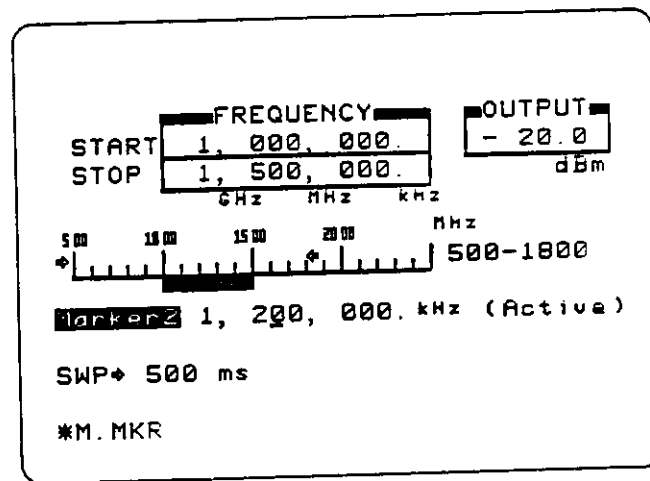 FREQUENCY OUTPUT
START 1, 000, 000. - 20.0
STOP 1, 500, 000. dBm
GHz MHz kHz
MHz
500 1000 1500 2000
500-1800
Marker2 1, 200, 000. kHz (Active)
SWP→ 500 ms
*M.MKR